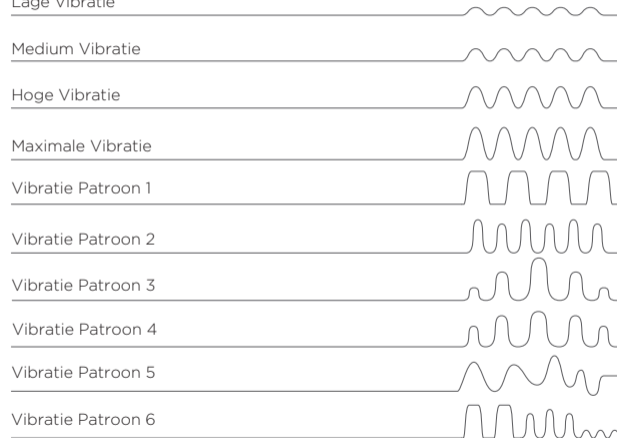 Lage Vibratie
Medium Vibratie
Hoge Vibratie
Maximale Vibratie
Vibratie Patroon 1
Vibratie Patroon 2
Vibratie Patroon 3
Vibratie Patroon 4
Vibratie Patroon 5
Vibratie Patroon 6